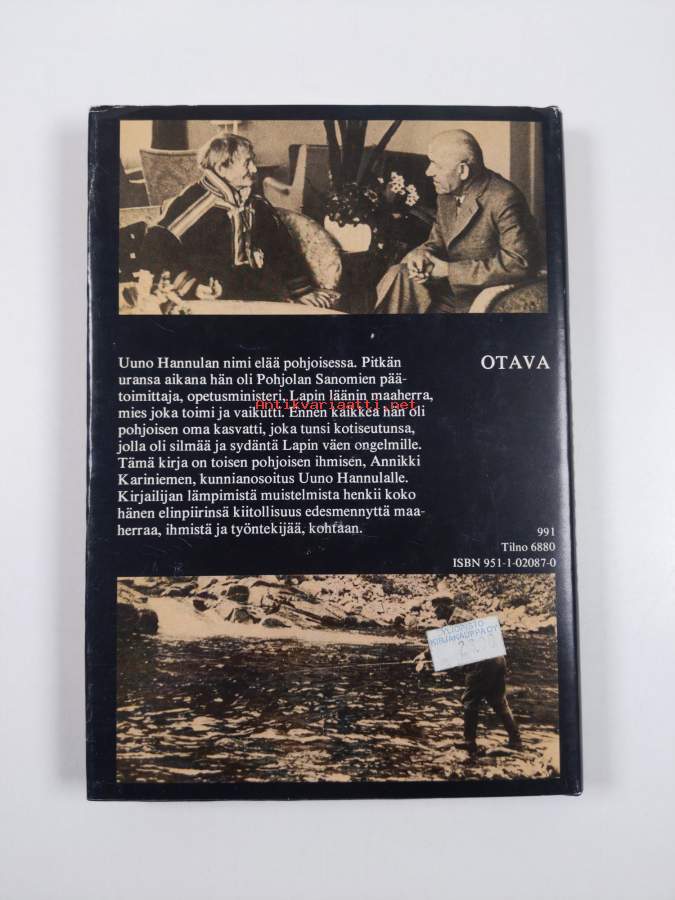 Uuno Hannulan nimi elää pohjoisessa. Pitkän
uransa aikana hän oli Pohjolan Sanomien pää-
toimittaja, opetusministeri, Lapin läänin maaherra,
mies joka toimi ja vaikutti. Ennen kaikkea hän oli
pohjoisen oma kasvatti, joka tunsi kotiseutunsa,
jolla oli silmää ja sydäntä Lapin väen ongelmille.
Tämä kirja on toisen pohjoisen ihmisen, Annikki
Kariniemen, kunnianosoitus Uuno Hannulalle.
Kirjailijan lämpimistä muistelmista henkii koko
hänen elinpiirinsä kiitollisuus edesmennyttä maa-
herraa, ihmistä ja työntekijää, kohtaan.
OTAVA
Antikvariaatti.net
991
Tilno 6880
ISBN 951-1-02087-0
YLIOPISTO
KIRJAKAUPPA OY